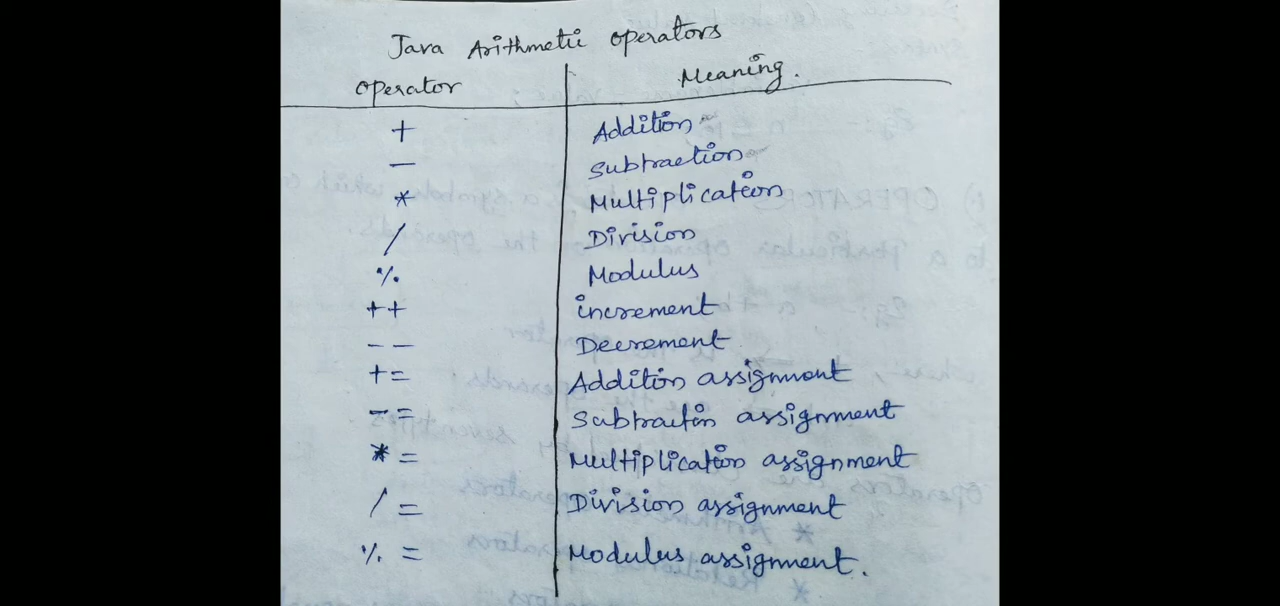 Java Arithmetic operators
operator Meaning.
+ Addition
- Subtraction
* Multiplication
/ Division
% Modulus
++ increment
-- Decrement
+= Addition assignment
-= Subtraction assignment
*= Multiplication assignment
/= Division assignment
%= Modulus assignment.